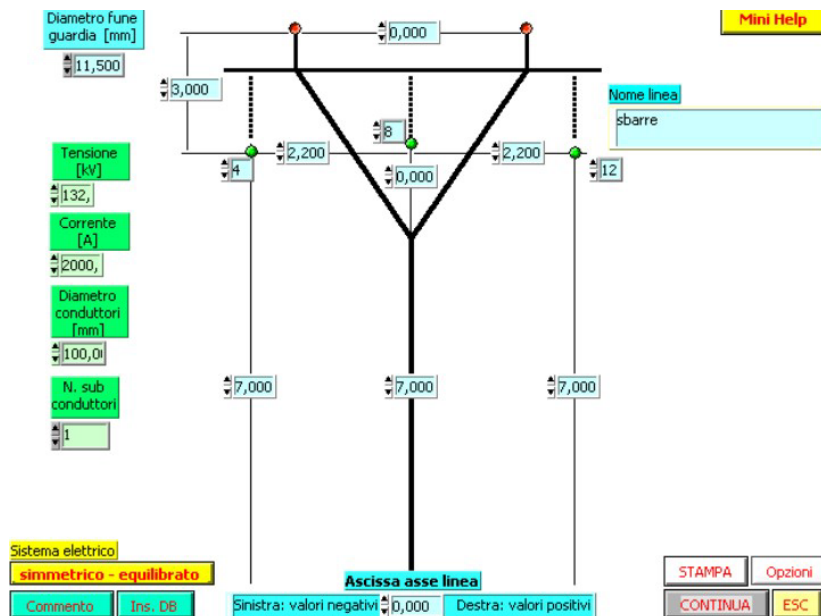 Diametro fune
guardia [mm]
11,500
0,000
Mini Help
3,000
Nome linea
sbarre
8
Tensione
[kV]
132,
2,200
2,200
4
0,000
12
Corrente
[A]
2000,
Diametro
conduttori
[mm]
100,0
N. sub
conduttori
1
7,000
7,000
7,000
Sistema elettrico
simmetrico - equilibrato
Commento
Ins. DB
Ascissa asse linea
Sinistra: valori negativi
0,000
Destra: valori positivi
STAMPA
Opzioni
CONTINUA
ESC